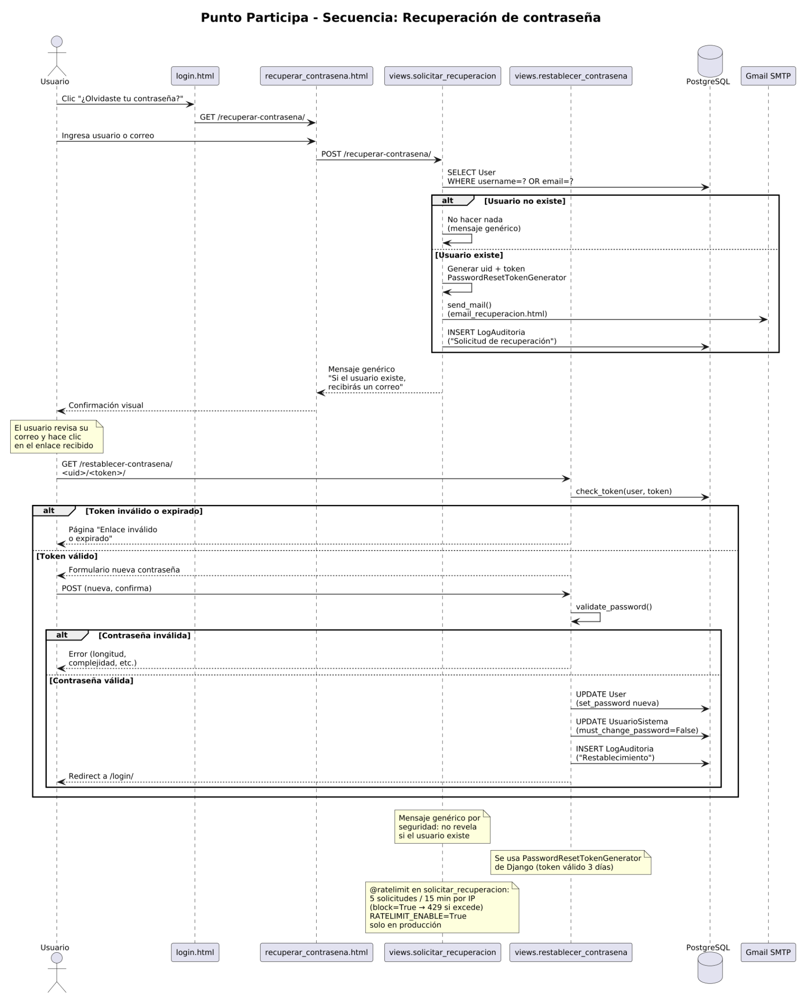 Punto Participa - Secuencia: Recuperación de contraseña
Usuario
login.html
recuperar_contrasena.html
views.solicitar_recuperacion
views.restablecer_contrasena
PostgreSQL
Gmail SMTP
Clic "¿Olvidaste tu contraseña?"
GET /recuperar-contrasena/
Ingresa usuario o correo
POST /recuperar-contrasena/
SELECT User
WHERE username=? OR email=?
alt
[Usuario no existe]
No hacer nada
(mensaje genérico)
[Usuario existe]
Generar uid + token
PasswordResetTokenGenerator
send_mail()
(email_recuperacion.html)
INSERT LogAuditoria
("Solicitud de recuperación")
Mensaje genérico
"Si el usuario existe,
recibirás un correo"
Confirmación visual
El usuario revisa su
correo y hace clic
en el enlace recibido
GET /restablecer-contrasena/
<uid>/<token>/
check_token(user, token)
alt
[Token inválido o expirado]
Página "Enlace inválido
o expirado"
[Token válido]
Formulario nueva contraseña
POST (nueva, confirma)
validate_password()
alt
[Contraseña inválida]
Error (longitud,
complejidad, etc.)
[Contraseña válida]
UPDATE User
(set_password nueva)
UPDATE UsuarioSistema
(must_change_password=False)
INSERT LogAuditoria
("Restablecimiento")
Redirect a /login/
Mensaje genérico por
seguridad: no revela
si el usuario existe
Se usa PasswordResetTokenGenerator
de Django (token válido 3 días)
@ratelimit en solicitar_recuperacion:
5 solicitudes / 15 min por IP
(block=True → 429 si excede)
RATELIMIT_ENABLE=True
solo en producción
Usuario
login.html
recuperar_contrasena.html
views.solicitar_recuperacion
views.restablecer_contrasena
PostgreSQL
Gmail SMTP